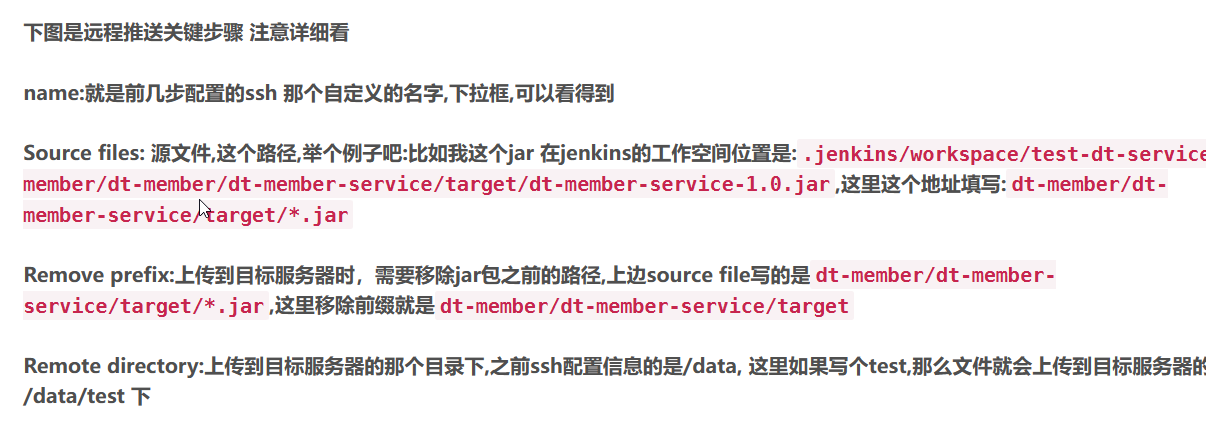 下图是远程推送关键步骤 注意详细看
name:就是前几步配置的ssh 那个自定义的名字,下拉框,可以看得到
Source files: 源文件,这个路径,举个例子吧:比如我这个jar 在jenkins的工作空间位置是: .jenkins/workspace/test-dt-service
member/dt-member/dt-member-service/target/dt-member-service-1.0.jar ,这里这个地址填写: dt-member/dt-
member-service/target/*.jar
Remove prefix:上传到目标服务器时，需要移除jar包之前的路径,上边source file写的是 dt-member/dt-member-
service/target/*.jar ,这里移除前缀就是 dt-member/dt-member-service/target
Remote directory:上传到目标服务器的那个目录下,之前ssh配置信息的是/data, 这里如果写个test,那么文件就会上传到目标服务器的
/data/test 下